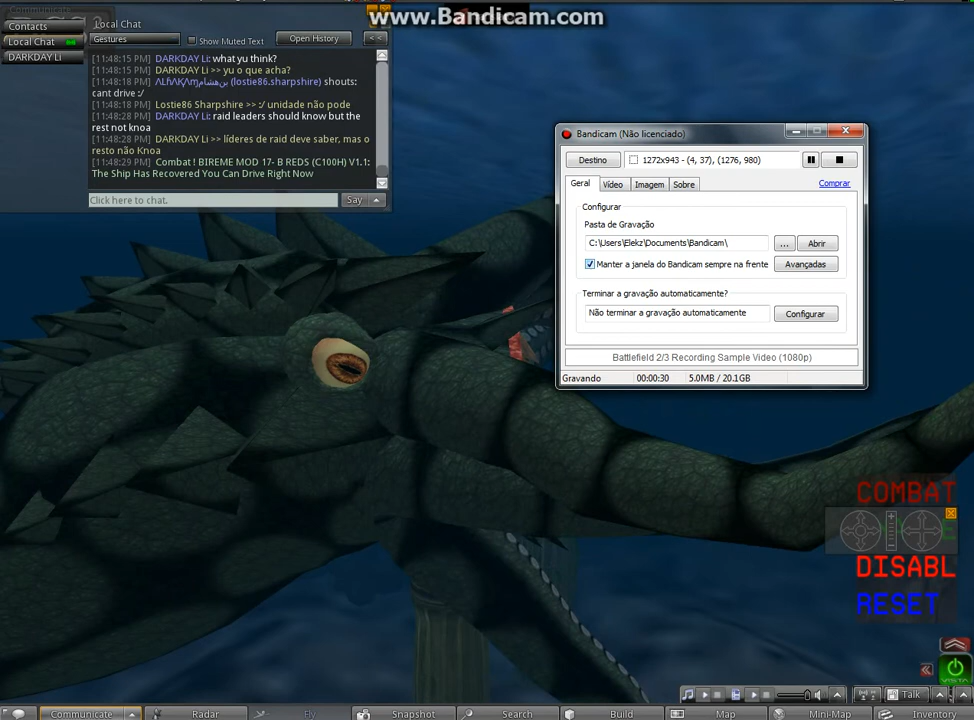 www.Bandicam.com
Communicate
Contacts
Local Chat
DARKDAY Li
Local Chat
Gestures
Show Muted Text
Open History
< <
[11:48:15 PM] DARKDAY Li: what yu think?
[11:48:15 PM] DARKDAY Li >> yu o que acha?
(lostie86.sharpshire) shouts:
cant drive :/
[11:48:18 PM] Lostie86 Sharpshire >> :/ unidade não pode
[11:48:28 PM] DARKDAY Li: raid leaders should know but the
rest not knoa
[11:48:28 PM] DARKDAY Li >> líderes de raid deve saber, mas o
resto não Knoa
[11:48:29 PM] Combat ! BIREME MOD 17- B REDS (C100H) V1.1:
The Ship Has Recovered You Can Drive Right Now
Click here to chat.
Say
Bandicam (Não licenciado)
Destino
1272x943 - (4, 37), (1276, 980)
Geral
Vídeo
Imagem
Sobre
Comprar
Configurar
Pasta de Gravação
C:\Users\Elekz\Documents\Bandicam\
...
Abrir
Manter a janela do Bandicam sempre na frente
Avançadas
Terminar a gravação automaticamente?
Não terminar a gravação automaticamente
Configurar
Battlefield 2/3 Recording Sample Video (1080p)
Gravando
00:00:30
5.0MB / 20.1GB
COMBAT
DISABL
RESET
VISTA
Talk
Communicate
Radar
Fly
Snapshot
Search
Build
Map
Mini-Map
Inventory